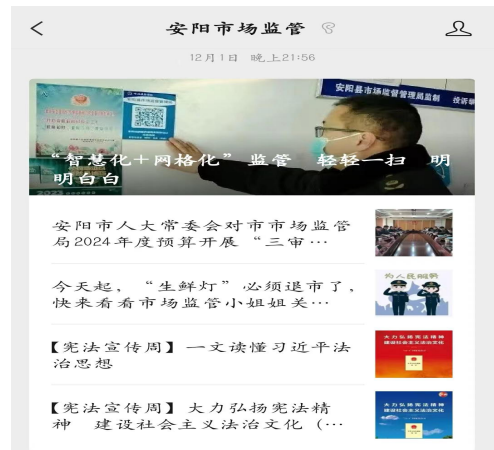 安阳市场监管
12月1日 晚上21:56
安阳县市场监督管理局监制 投诉举
“智慧化+网格化”监管 轻轻一扫 明
明白白
2023
安阳市人大常委会对市市场监管
局2024年度预算开展“三审…
今天起，“生鲜灯”必须退市了，
快来看看市场监管小姐姐关…
为人民服务
【宪法宣传周】一文读懂习近平法
治思想
大力弘扬宪法精神
建设社会主义法治文化
【宪法宣传周】大力弘扬宪法精
神 建设社会主义法治文化（…
大力弘扬宪法精神
建设社会主义法治文化